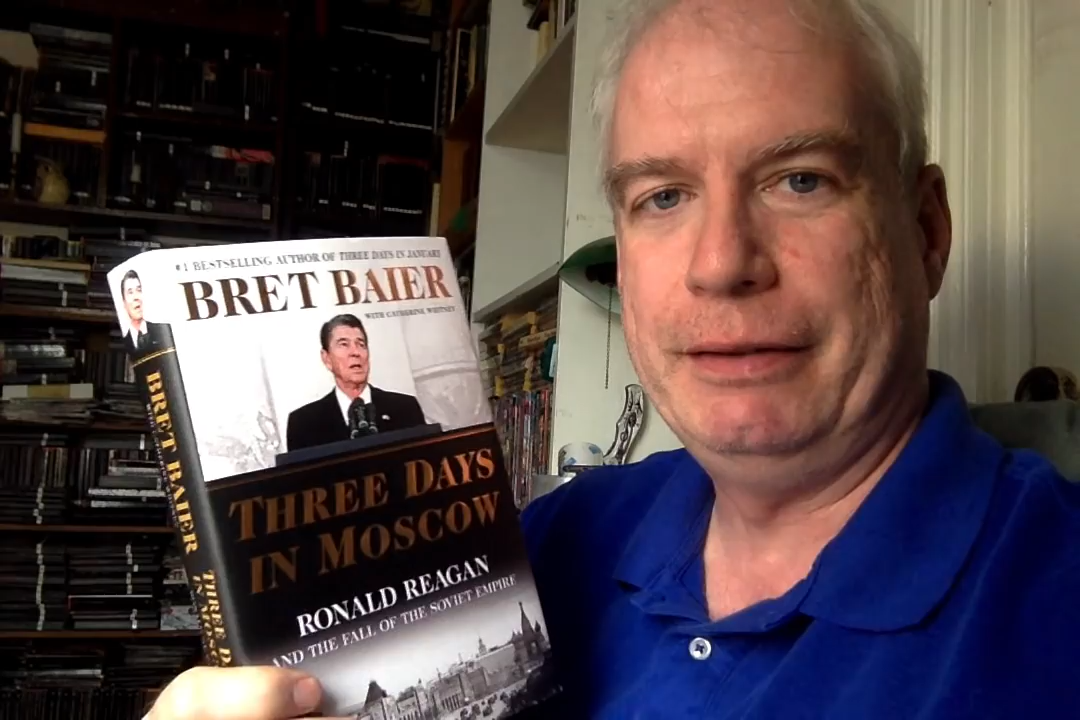 #1 BESTSELLING AUTHOR OF THREE DAYS IN JANUARY
BRET BAIER
WITH CATHERINE WHITNEY
THREE DAYS
IN MOSCOW
RONALD REAGAN
AND THE FALL OF THE SOVIET EMPIRE
BRET BAIER
THREE D